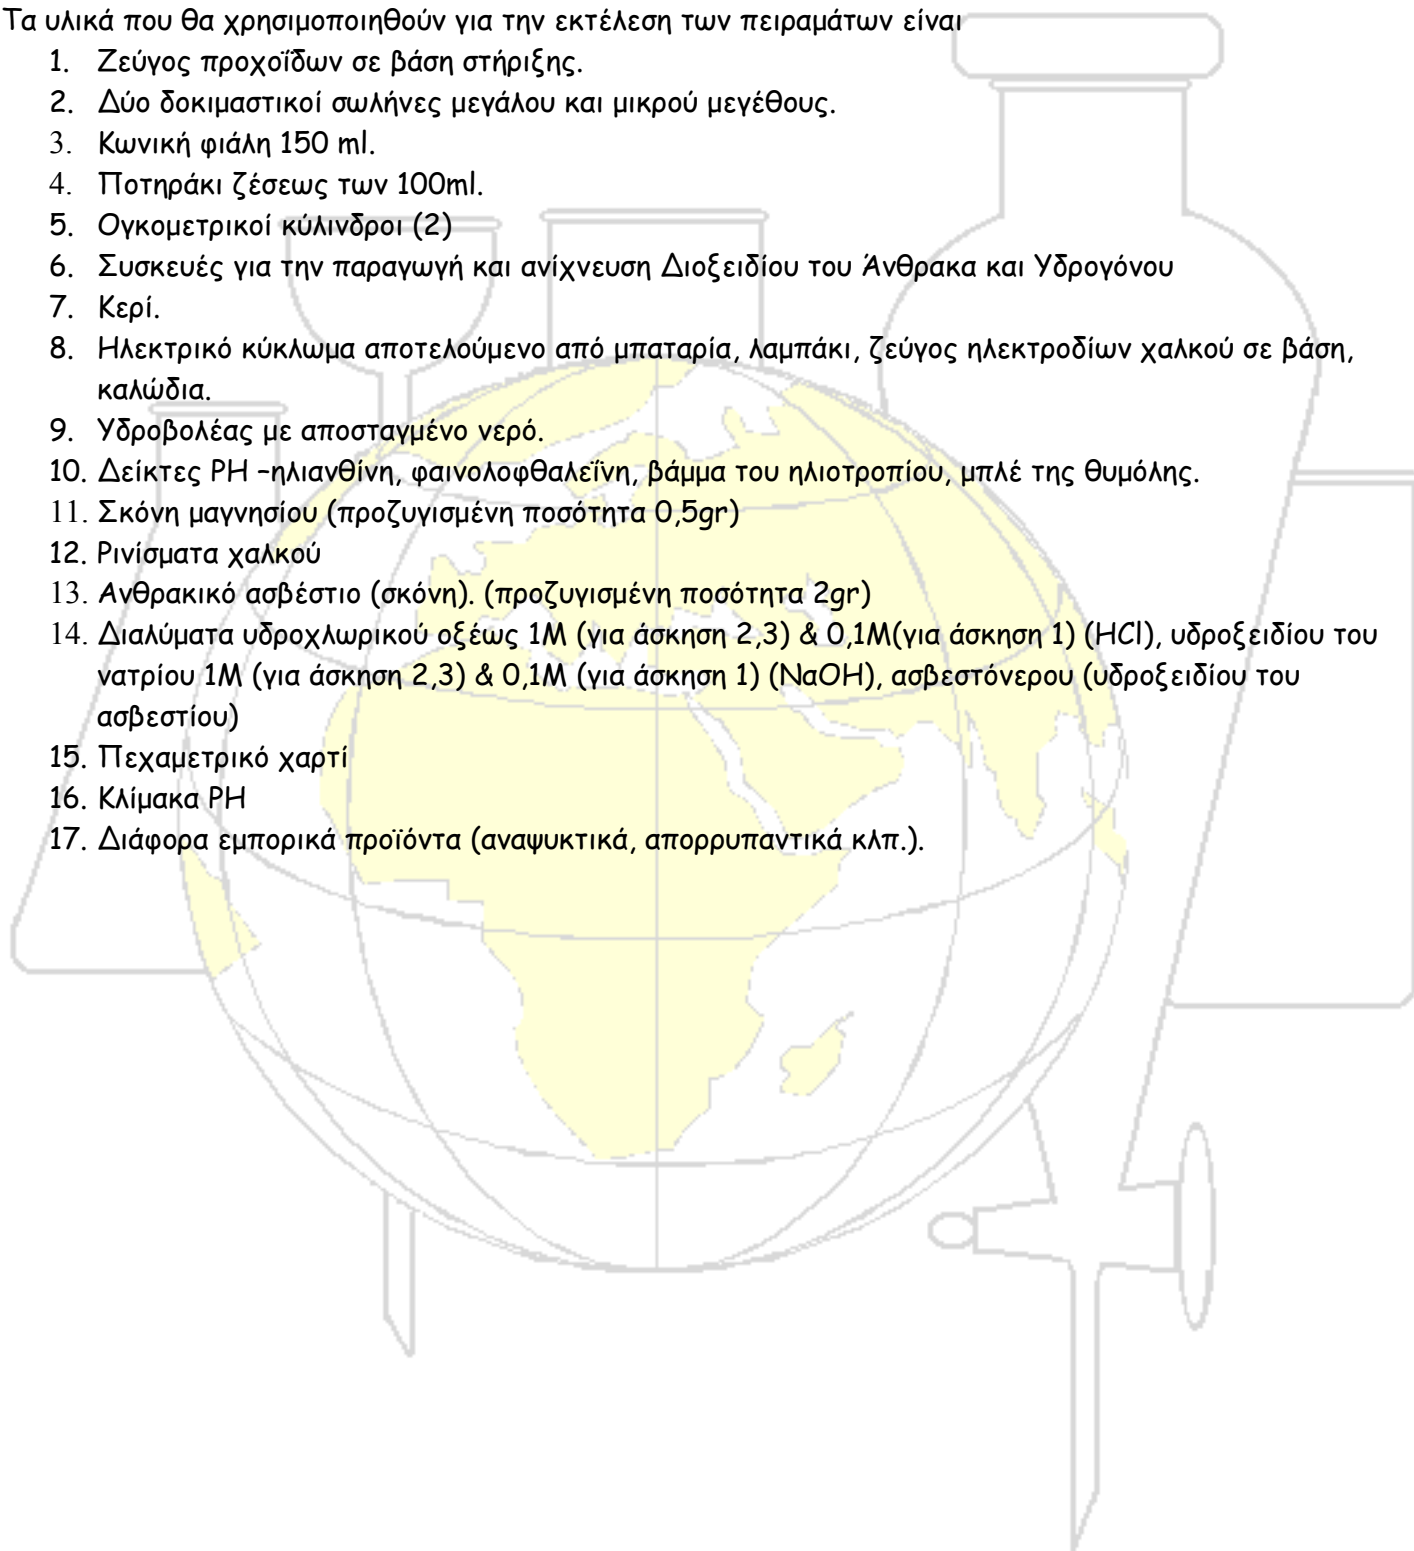 Τα υλικά που θα χρησιμοποιηθούν για την εκτέλεση των πειραμάτων είναι
1. Ζεύγος προχοΐδων σε βάση στήριξης.
2. Δύο δοκιμαστικοί σωλήνες μεγάλου και μικρού μεγέθους.
3. Κωνική φιάλη 150 ml.
4. Ποτηράκι ζέσεως των 100ml.
5. Ογκομετρικοί κύλινδροι (2)
6. Συσκευές για την παραγωγή και ανίχνευση Διοξειδίου του Άνθρακα και Υδρογόνου
7. Κερί.
8. Ηλεκτρικό κύκλωμα αποτελούμενο από μπαταρία, λαμπάκι, ζεύγος ηλεκτροδίων χαλκού σε βάση,
καλώδια.
9. Υδροβολέας με αποσταγμένο νερό.
10. Δείκτες PH –ηλιανθίνη, φαινολοφθαλεΐνη, βάμμα του ηλιοτροπίου, μπλέ της θυμόλης.
11. Σκόνη μαγνησίου (προζυγισμένη ποσότητα 0,5gr)
12. Ρινίσματα χαλκού
13. Ανθρακικό ασβέστιο (σκόνη). (προζυγισμένη ποσότητα 2gr)
14. Διαλύματα υδροχλωρικού οξέως 1Μ (για άσκηση 2,3) & 0,1Μ(για άσκηση 1) (HCl), υδροξειδίου του
νατρίου 1Μ (για άσκηση 2,3) & 0,1Μ (για άσκηση 1) (NaOH), ασβεστόνερου (υδροξειδίου του
ασβεστίου)
15. Πεχαμετρικό χαρτί
16. Κλίμακα PH
17. Διάφορα εμπορικά προϊόντα (αναψυκτικά, απορρυπαντικά κλπ.).